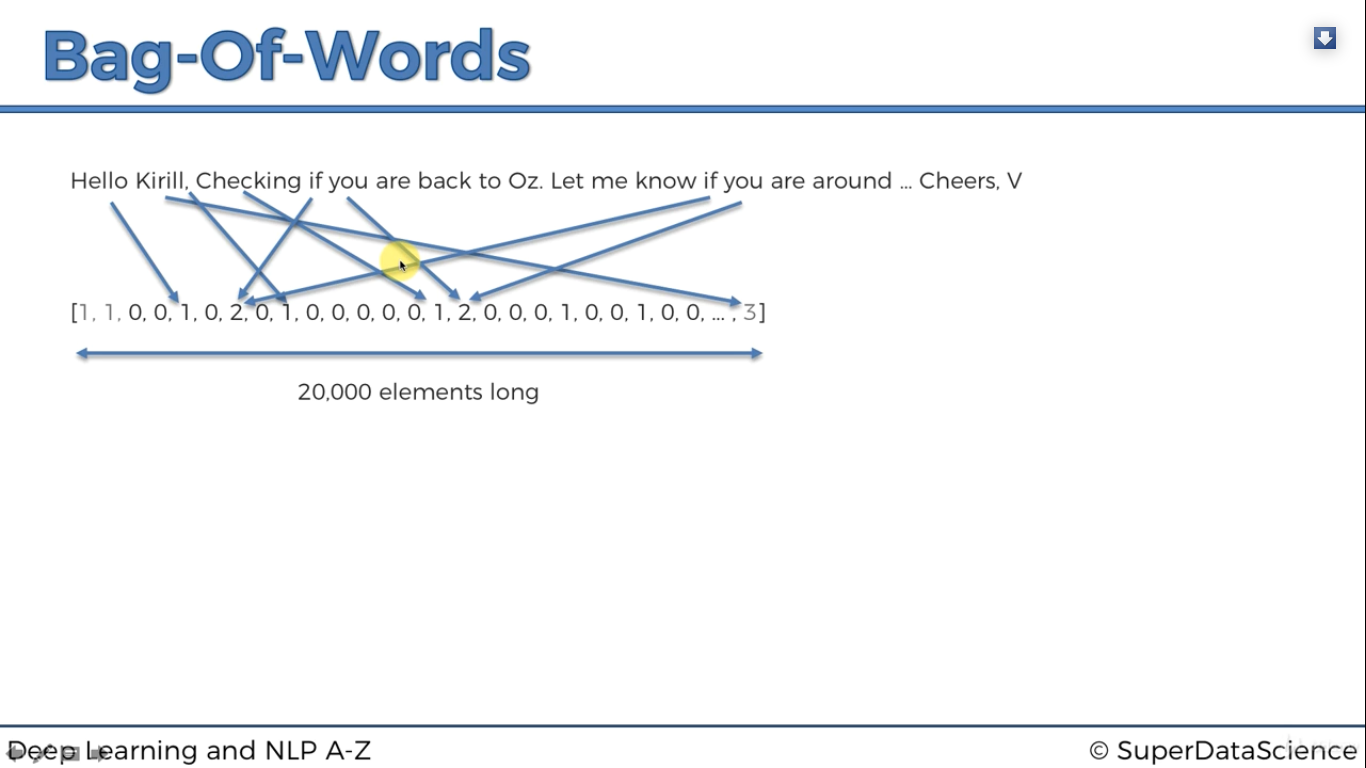 Bag-Of-Words
Hello Kirill, Checking if you are back to Oz. Let me know if you are around ... Cheers, V
[1, 1, 0, 0, 1, 0, 2, 0, 1, 0, 0, 0, 0, 0, 1, 2, 0, 0, 0, 1, 0, 0, 1, 0, 0, ... , 3]
20,000 elements long
Deep Learning and NLP A-Z
© SuperDataScience